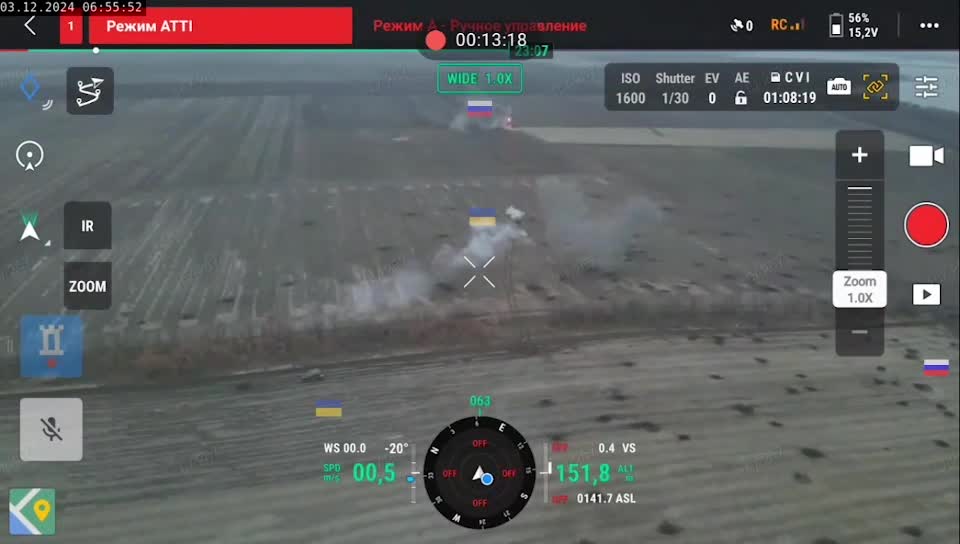 03.12.2024 06:55:52
1 Режим ATTI
Режим A - Ручное управление
0
RC
56%
15,2V
00:13:18
23:07
WIDE 1.0X
ISO Shutter EV AE CVI
1600 1/30 0 01:08:19
AUTO
IR
ZOOM
Zoom
1.0X
063
WS 00.0 -20°
SPD
m/s
00,5
N
E
S
W
OFF
OFF
OFF
OFF
0.4 VS
151,8
ALT
m
OFF
0141.7 ASL